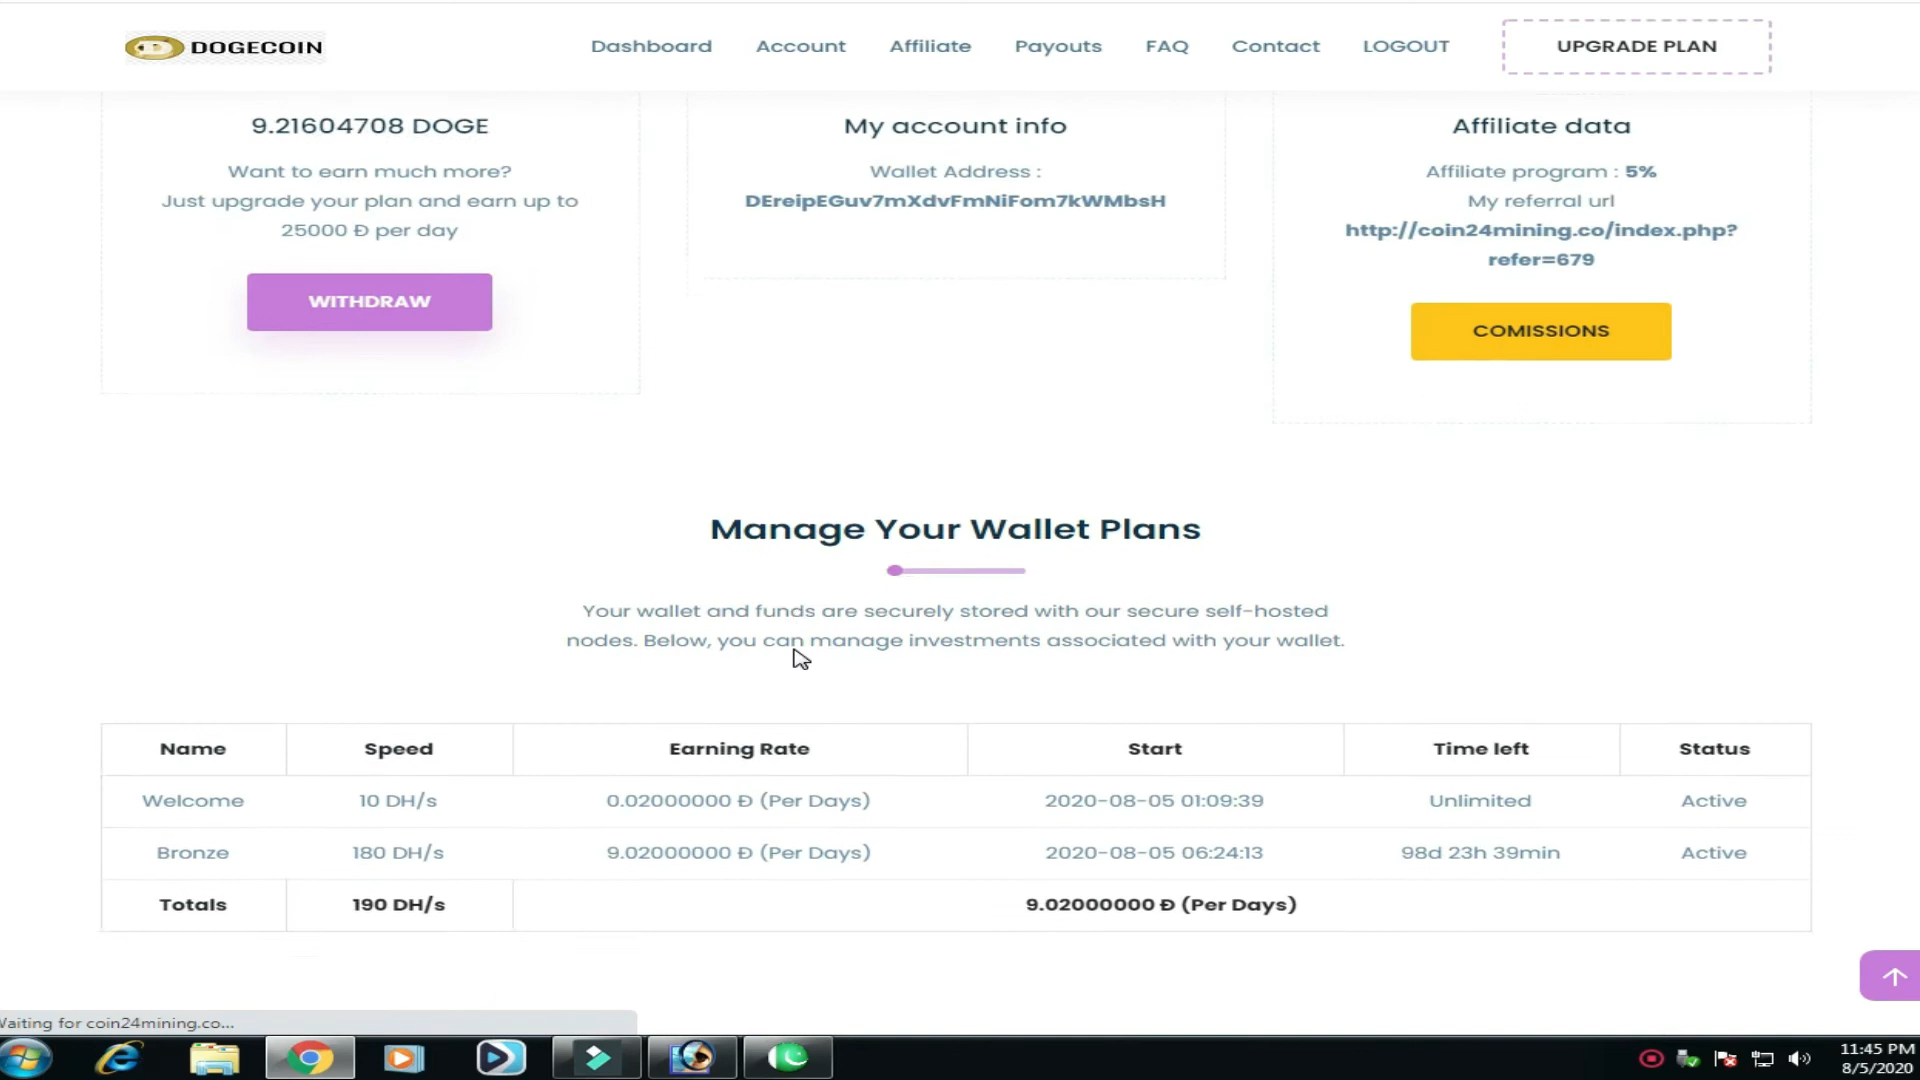 DOGECOIN
Dashboard
Account
Affiliate
Payouts
FAQ
Contact
LOGOUT
UPGRADE PLAN
9.21604708 DOGE
Want to earn much more?
Just upgrade your plan and earn up to
25000 Đ per day
WITHDRAW
My account info
Wallet Address :
DEreipEGuv7mXdvFmNiFom7kWMbsH
Affiliate data
Affiliate program : 5%
My referral url
http://coin24mining.co/index.php?
refer=679
COMISSIONS
Manage Your Wallet Plans
Your wallet and funds are securely stored with our secure self-hosted
nodes. Below, you can manage investments associated with your wallet.
Name Speed Earning Rate Start Time left Status
Welcome 10 DH/s 0.02000000 Đ (Per Days) 2020-08-05 01:09:39 Unlimited Active
Bronze 180 DH/s 9.02000000 Đ (Per Days) 2020-08-05 06:24:13 98d 23h 39min Active
Totals 190 DH/s 9.02000000 Đ (Per Days)
Waiting for coin24mining.co...
11:45 PM
8/5/2020